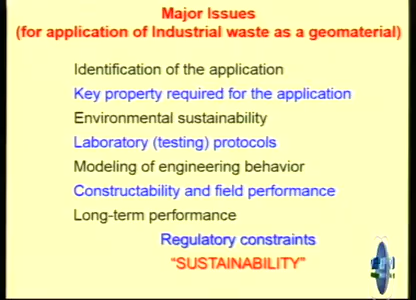 Major Issues
(for application of Industrial waste as a geomaterial)
Identification of the application
Key property required for the application
Environmental sustainability
Laboratory (testing) protocols
Modeling of engineering behavior
Constructability and field performance
Long-term performance
Regulatory constraints
“SUSTAINABILITY”